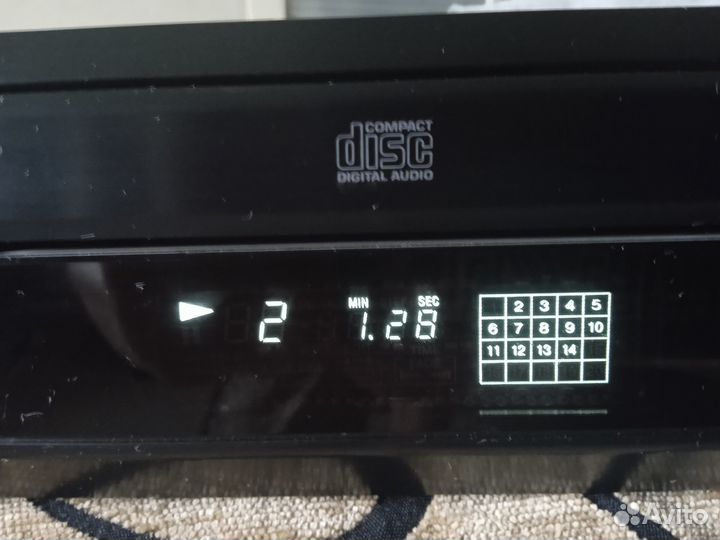 COMPACT
disc
DIGITAL AUDIO
MIN SEC
2 1.28
2 3 4 5
6 7 8 9 10
11 12 13 14
Avito